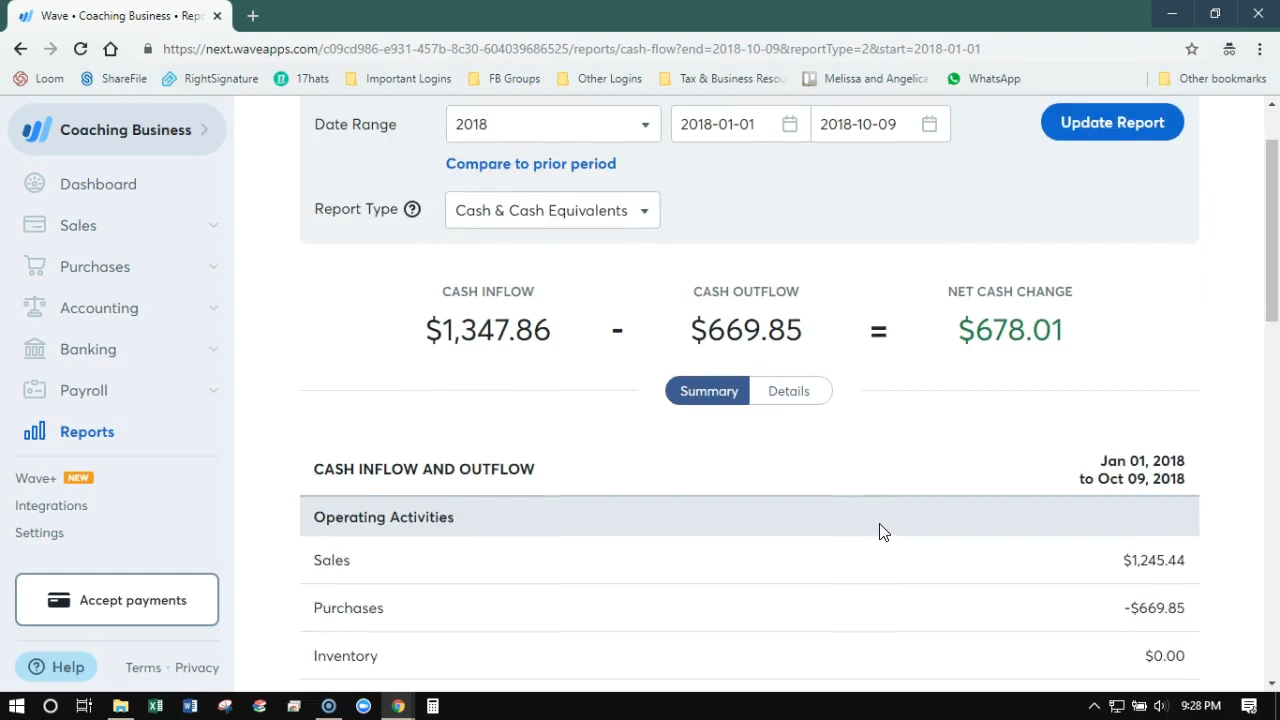 Wave • Coaching Business • Repo
https://next.waveapps.com/c09cd986-e931-457b-8c30-604039686525/reports/cash-flow?end=2018-10-09&reportType=2&start=2018-01-01
Loom ShareFile RightSignature 17hats Important Logins FB Groups Other Logins Tax & Business Resou Melissa and Angelica WhatsApp Other bookmarks
Coaching Business
Dashboard
Sales
Purchases
Accounting
Banking
Payroll
Reports
Wave+ NEW
Integrations
Settings
Accept payments
? Help Terms · Privacy
Date Range 2018 2018-01-01 2018-10-09 Update Report
Compare to prior period
Report Type ? Cash & Cash Equivalents
CASH INFLOW CASH OUTFLOW NET CASH CHANGE
$1,347.86 - $669.85 = $678.01
Summary Details
CASH INFLOW AND OUTFLOW
Jan 01, 2018
to Oct 09, 2018
Operating Activities
Sales $1,245.44
Purchases -$669.85
Inventory $0.00
9:28 PM